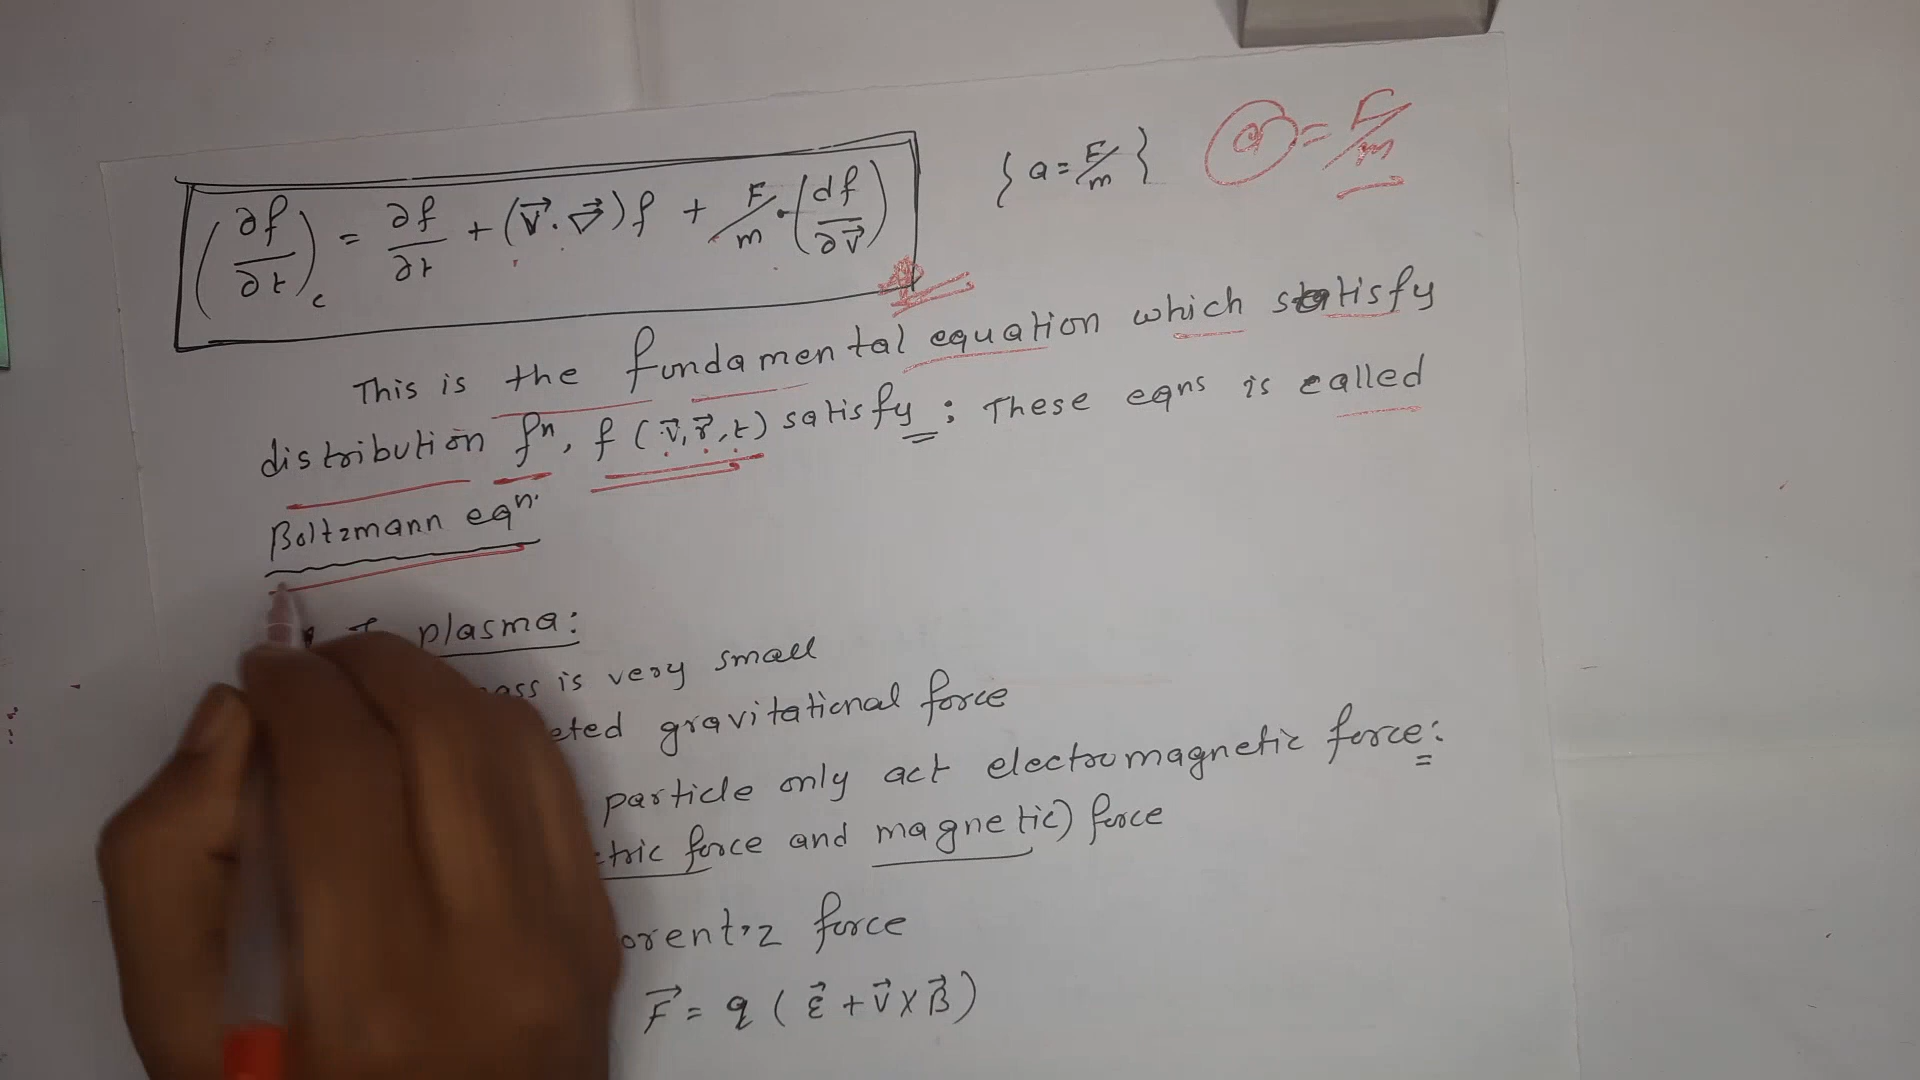 (∂f/∂t)c = ∂f/∂t + (v⃗.∇⃗)f + F/m.(df/∂v⃗) {a=F/m} a=F/m
This is the fundamental equation which satisfy
distribution fⁿ, f(v⃗,r⃗,t) satisfy; These eqns is called
Boltzmann eqn.
plasma:
is very small
gravitational force
particle only act electromagnetic force:
force and magnetic) force
force
F⃗ = q(ε⃗+v⃗×B⃗)